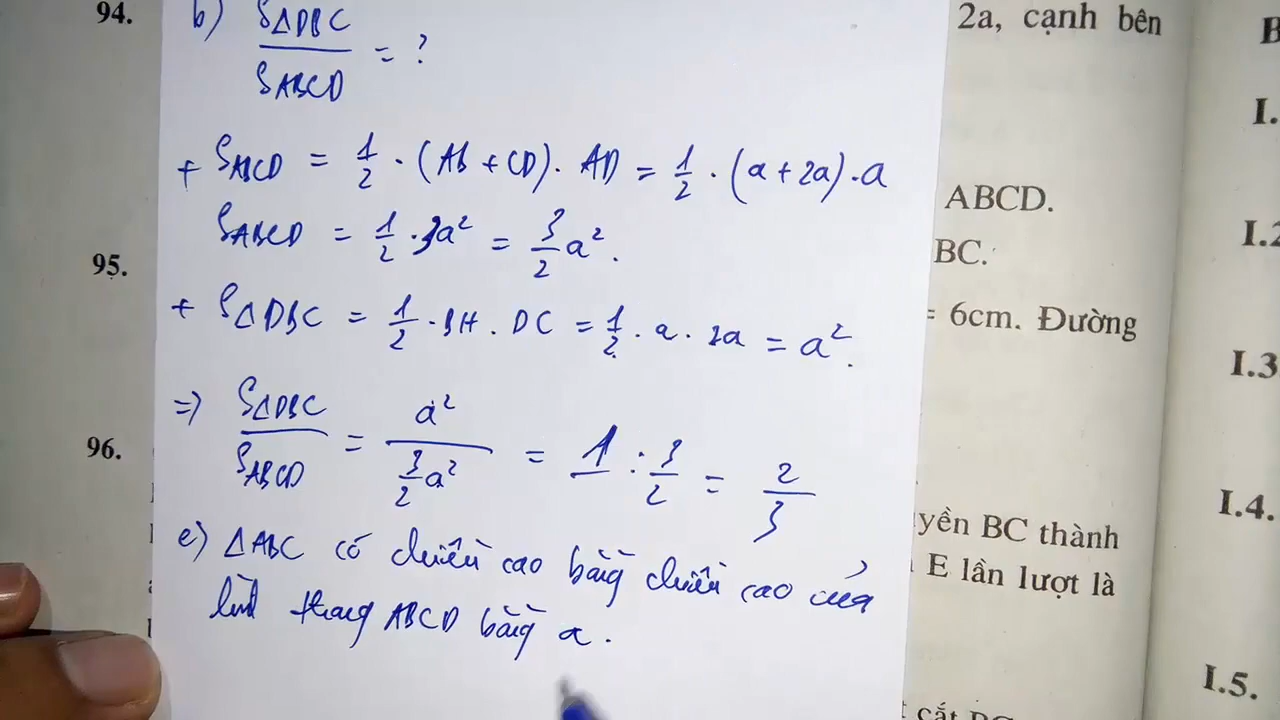 94.
b) S△DBC / SABCD = ?
2a, cạnh bên
+ SABCD = 1/2 · (AB + CD) · AD = 1/2 · (a + 2a) · a
ABCD.
SABCD = 1/2 · 3a² = 3/2 a².
BC.
95.
+ S△DBC = 1/2 · BH · DC = 1/2 · a · 2a = a².
= 6cm. Đường
=> S△DBC / SABCD = a² / 3/2 a² = 1 : 3/2 = 2/3
96.
yền BC thành
c) △ABC có chiều cao bằng chiều cao của
E lần lượt là
hình thang ABCD bằng a.
cắt BC
B
I.
I.2
I.3
I.4.
I.5.